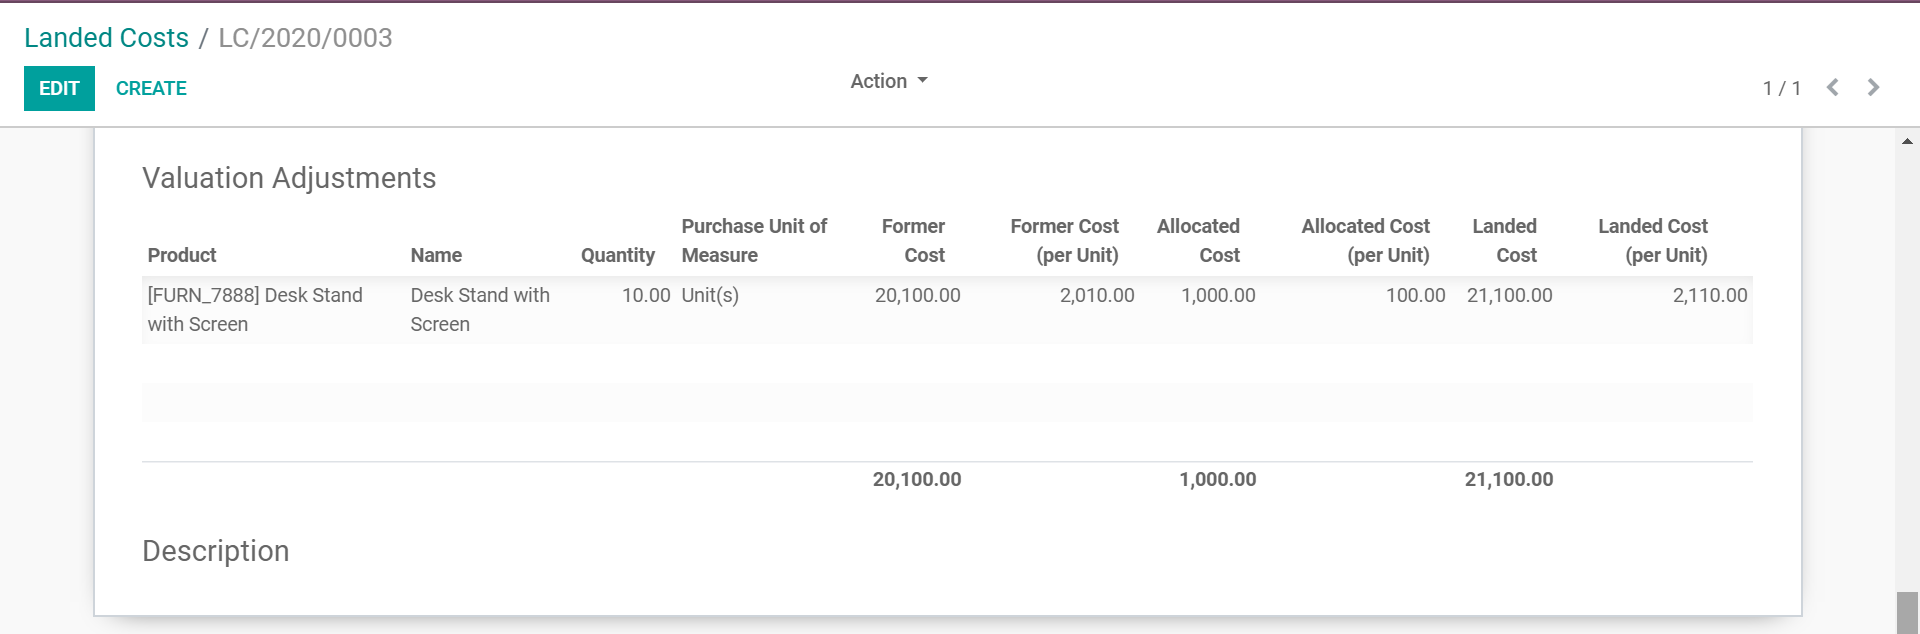 Landed Costs / LC/2020/0003
EDIT CREATE Action 1 / 1
Valuation Adjustments
Purchase Unit of Former Former Cost Allocated Allocated Cost Landed Landed Cost
Product Name Quantity Measure Cost (per Unit) Cost (per Unit) Cost (per Unit)
[FURN_7888] Desk Stand Desk Stand with 10.00 Unit(s) 20,100.00 2,010.00 1,000.00 100.00 21,100.00 2,110.00
with Screen Screen
20,100.00 1,000.00 21,100.00
Description